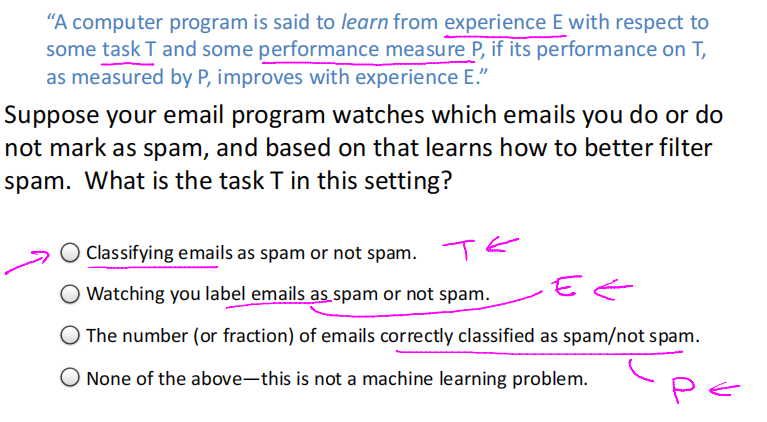 “A computer program is said to learn from experience E with respect to
some task T and some performance measure P, if its performance on T,
as measured by P, improves with experience E.”
Suppose your email program watches which emails you do or do
not mark as spam, and based on that learns how to better filter
spam.  What is the task T in this setting?
Classifying emails as spam or not spam. T ←
Watching you label emails as spam or not spam. E ←
The number (or fraction) of emails correctly classified as spam/not spam.
None of the above—this is not a machine learning problem. P ←